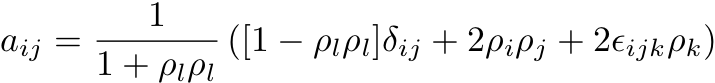 a_{ij} = \frac{1}{1 + \rho_l \rho_l} \left( [1 - \rho_l \rho_l] \delta_{ij} + 2\rho_i \rho_j + 2\epsilon_{ijk} \rho_k \right)